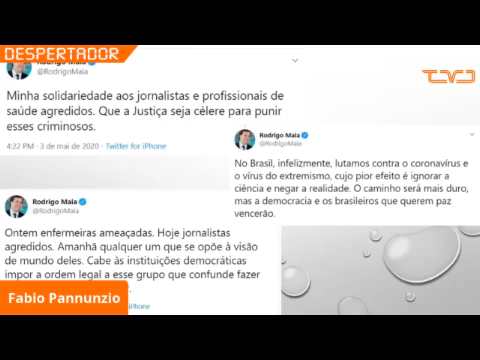 DESPERTADOR
Rodrigo Maia
@RodrigoMaia
Minha solidariedade aos jornalistas e profissionais de
saúde agredidos. Que a Justiça seja célere para punir
esses criminosos.
4:22 PM · 3 de mai de 2020 · Twitter for iPhone
Rodrigo Maia
@RodrigoMaia
No Brasil, infelizmente, lutamos contra o coronavírus e
o vírus do extremismo, cujo pior efeito é ignorar a
ciência e negar a realidade. O caminho será mais duro,
mas a democracia e os brasileiros que querem paz
vencerão.
Rodrigo Maia
@RodrigoMaia
Ontem enfermeiras ameaçadas. Hoje jornalistas
agredidos. Amanhã qualquer um que se opõe à visão
de mundo deles. Cabe às instituições democráticas
impor a ordem legal a esse grupo que confunde fazer
iPhone
Fabio Pannunzio